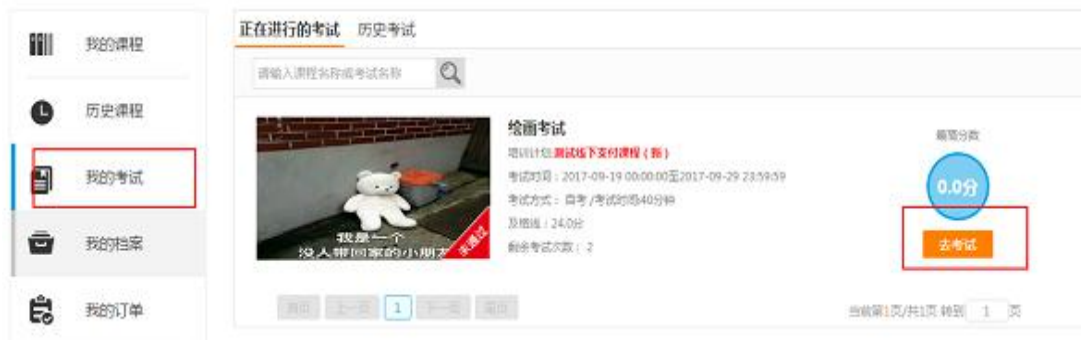 我的课程
历史课程
我的考试
我的档案
我的订单
正在进行的考试 历史考试
请输入课程名称或考试名称
绘画考试
培训计划:测试线下支付课程（振）
考试时间：2017-09-19 00:00:00至2017-09-29 23:59:59
考试方式： 自考 /考试时间40分钟
及格线：24.0分
剩余考试次数： 2
我是一个
没人带回家的小朋友
未通过
最高分数
0.0分
去考试
首页 上一页 1 下一页 尾页
当前第1页/共1页 转到 1 页